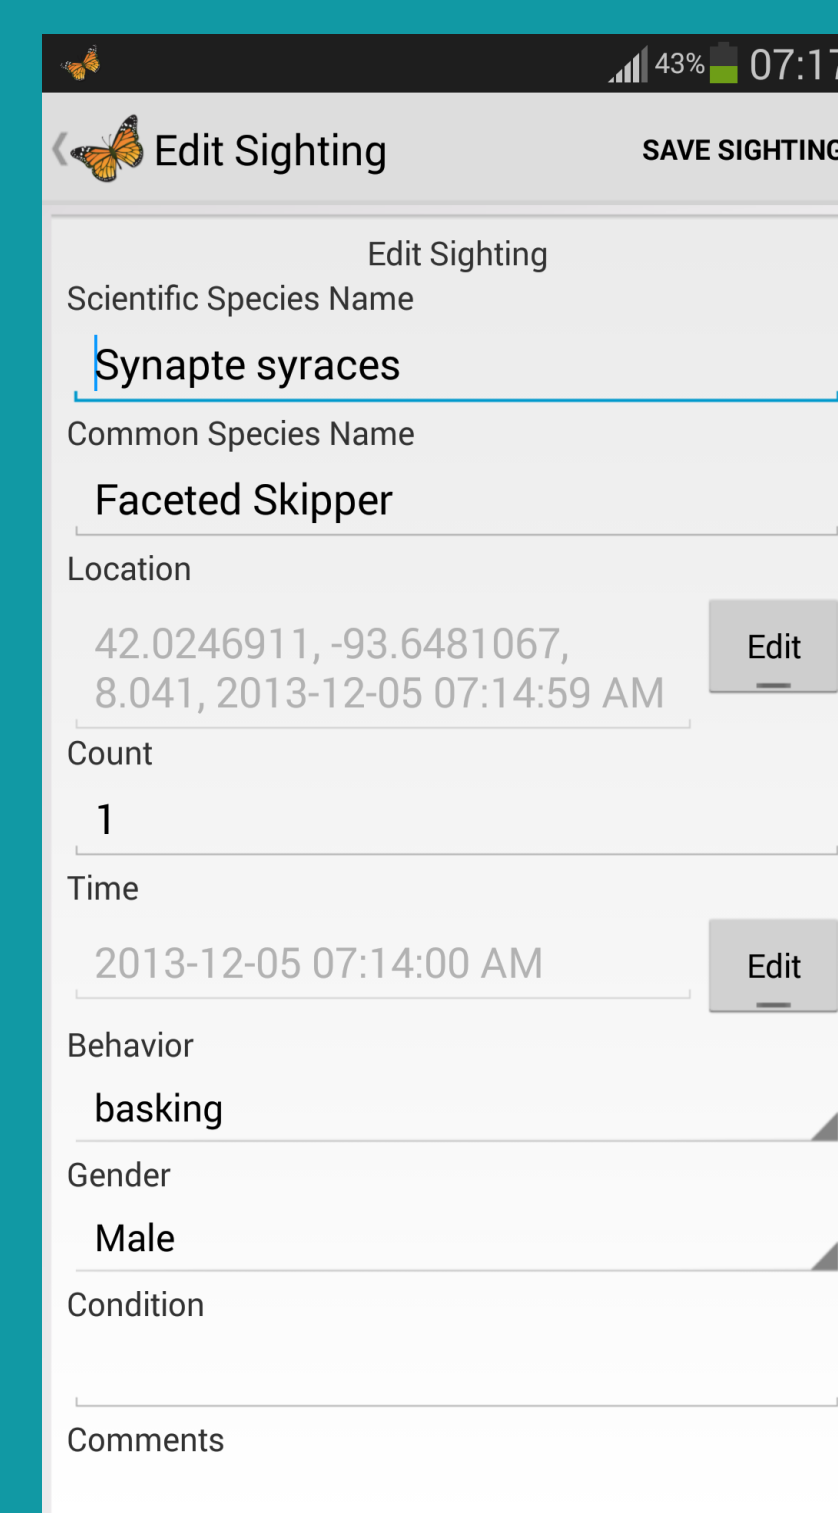 43% 07:17
Edit Sighting SAVE SIGHTING
Edit Sighting
Scientific Species Name
Synapte syraces
Common Species Name
Faceted Skipper
Location
42.0246911, -93.6481067,
8.041, 2013-12-05 07:14:59 AM
Edit
Count
1
Time
2013-12-05 07:14:00 AM
Edit
Behavior
basking
Gender
Male
Condition
Comments